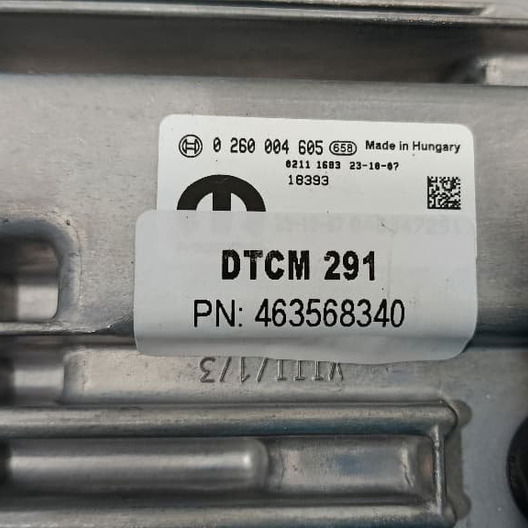 0 260 004 605 658 Made in Hungary
0211 1683 23-10-07
18393
DTCM 291
PN: 463568340
VIII/1/3